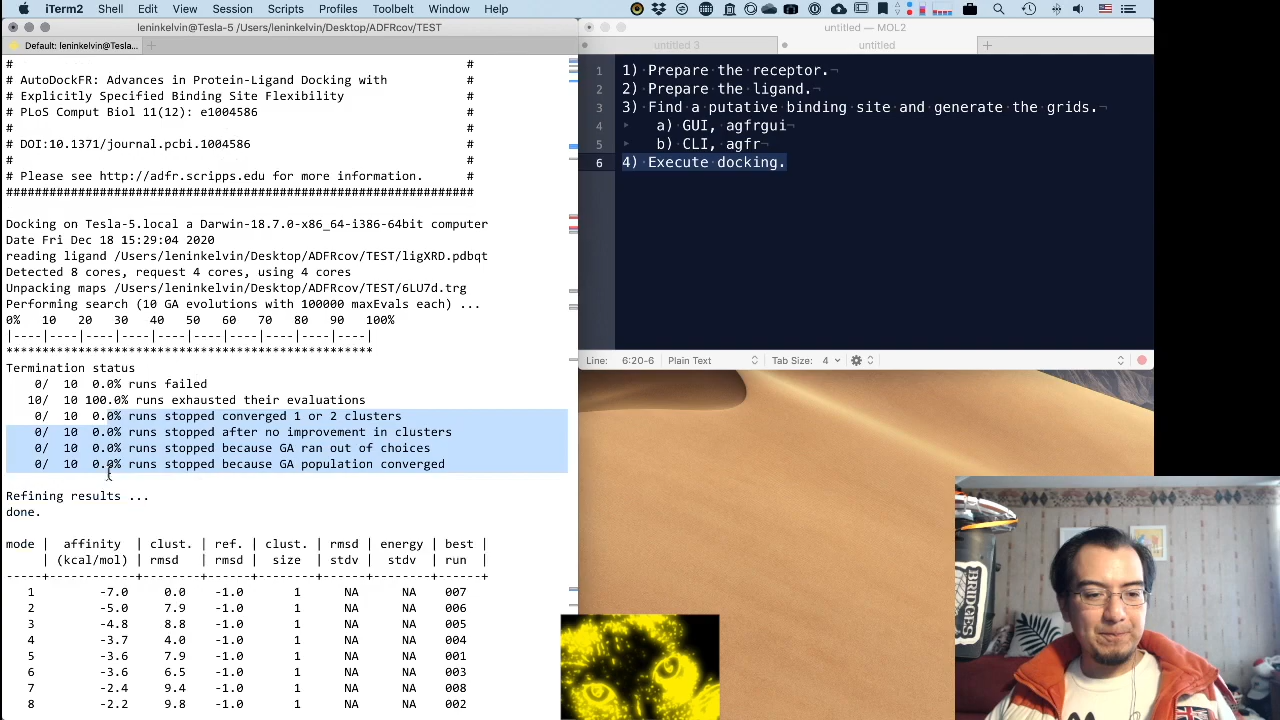 iTerm2 Shell Edit View Session Scripts Profiles Toolbelt Window Help
leninkelvin@Tesla-5 /Users/leninkelvin/Desktop/ADFRcov/TEST
Default: leninkelvin@Tesla...
# #
# AutoDockFR: Advances in Protein-Ligand Docking with #
# Explicitly Specified Binding Site Flexibility #
# PLoS Comput Biol 11(12): e1004586 #
# #
# DOI:10.1371/journal.pcbi.1004586 #
# #
# Please see http://adfr.scripps.edu for more information. #
#################################################################
Docking on Tesla-5.local a Darwin-18.7.0-x86_64-i386-64bit computer
Date Fri Dec 18 15:29:04 2020
reading ligand /Users/leninkelvin/Desktop/ADFRcov/TEST/ligXRD.pdbqt
Detected 8 cores, request 4 cores, using 4 cores
Unpacking maps /Users/leninkelvin/Desktop/ADFRcov/TEST/6LU7d.trg
Performing search (10 GA evolutions with 100000 maxEvals each) ...
0% 10 20 30 40 50 60 70 80 90 100%
|----|----|----|----|----|----|----|----|----|----|
***************************************************
Termination status
0/ 10 0.0% runs failed
10/ 10 100.0% runs exhausted their evaluations
0/ 10 0.0% runs stopped converged 1 or 2 clusters
0/ 10 0.0% runs stopped after no improvement in clusters
0/ 10 0.0% runs stopped because GA ran out of choices
0/ 10 0.0% runs stopped because GA population converged
Refining results ...
done.
mode | affinity | clust. | ref. | clust. | rmsd | energy | best |
| (kcal/mol) | rmsd | rmsd | size | stdv | stdv | run |
-----+------------+--------+------+--------+------+--------+------+
1 -7.0 0.0 -1.0 1 NA NA 007
2 -5.0 7.9 -1.0 1 NA NA 006
3 -4.8 8.8 -1.0 1 NA NA 005
4 -3.7 4.0 -1.0 1 NA NA 004
5 -3.6 7.9 -1.0 1 NA NA 001
6 -3.6 6.5 -1.0 1 NA NA 003
7 -2.4 9.4 -1.0 1 NA NA 008
8 -2.2 9.8 -1.0 1 NA NA 002
untitled — MOL2
untitled 3
untitled
1 1) Prepare the receptor.
2 2) Prepare the ligand.
3 3) Find a putative binding site and generate the grids.
4 a) GUI, agfrgui
5 b) CLI, agfr
6 4) Execute docking.
Line: 6:20-6 Plain Text Tab Size: 4
BRIDGES